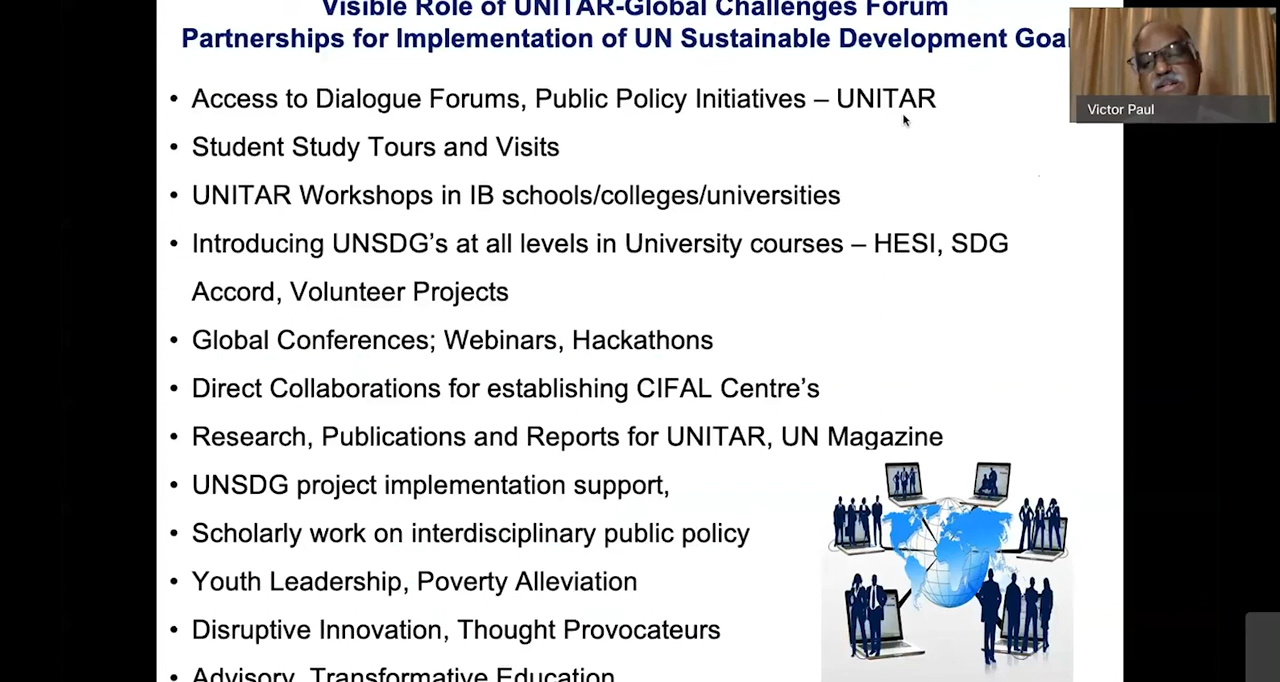 Visible Role of UNITAR-Global Challenges Forum
Partnerships for Implementation of UN Sustainable Development Goal
Victor Paul
• Access to Dialogue Forums, Public Policy Initiatives – UNITAR
• Student Study Tours and Visits
• UNITAR Workshops in IB schools/colleges/universities
• Introducing UNSDG’s at all levels in University courses – HESI, SDG
Accord, Volunteer Projects
• Global Conferences; Webinars, Hackathons
• Direct Collaborations for establishing CIFAL Centre’s
• Research, Publications and Reports for UNITAR, UN Magazine
• UNSDG project implementation support,
• Scholarly work on interdisciplinary public policy
• Youth Leadership, Poverty Alleviation
• Disruptive Innovation, Thought Provocateurs
• Advisory, Transformative Education